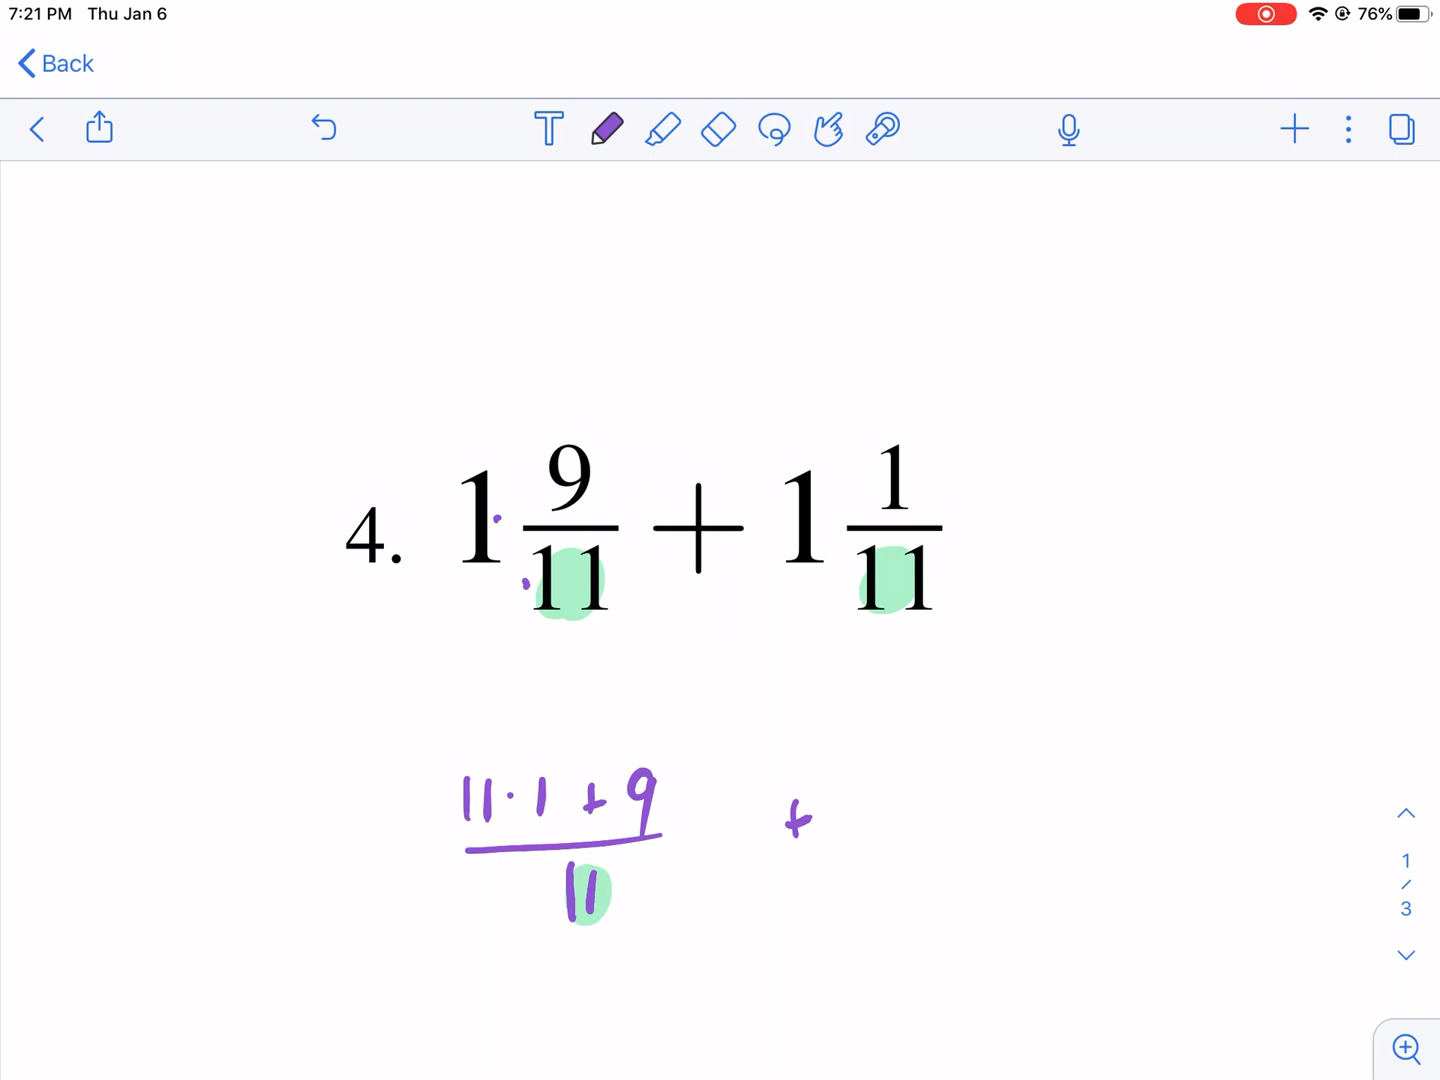 7:21 PM Thu Jan 6 76%
Back
T
4. 1 9/11 + 1 1/11
11·1 + 9 +
11
1
/
3